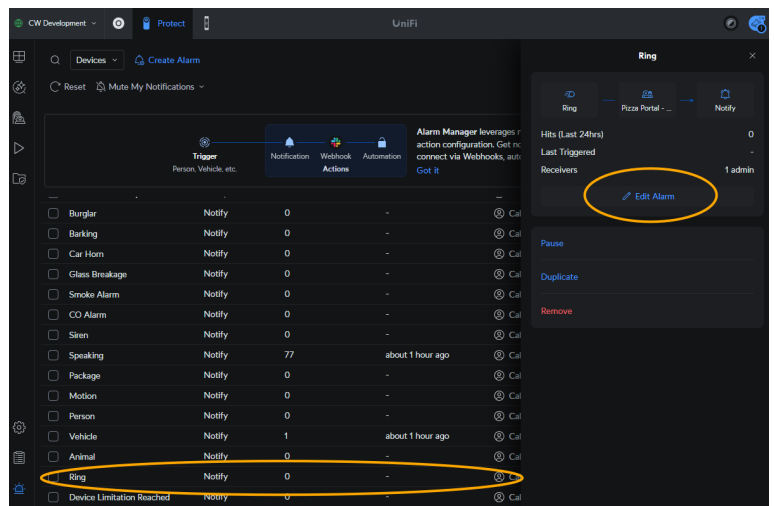 CW Development
Protect
UniFi
Devices
Create Alarm
Reset
Mute My Notifications
Trigger
Person, Vehicle, etc.
Notification
Webhook
Automation
Actions
Alarm Manager leverages
action configuration. Get
connect via Webhooks,
Got it
Burglar Notify 0 -
Barking Notify 0 -
Car Horn Notify 0 -
Glass Breakage Notify 0 -
Smoke Alarm Notify 0 -
CO Alarm Notify 0 -
Siren Notify 0 -
Speaking Notify 77 about 1 hour ago
Package Notify 0 -
Motion Notify 0 -
Person Notify 0 -
Vehicle Notify 1 about 1 hour ago
Animal Notify 0 -
Ring Notify 0 -
Device Limitation Reached Notify 0 -
Ring
Ring
Pizza Portal - ...
Notify
Hits (Last 24hrs) 0
Last Triggered -
Receivers 1 admin
Edit Alarm
Pause
Duplicate
Remove